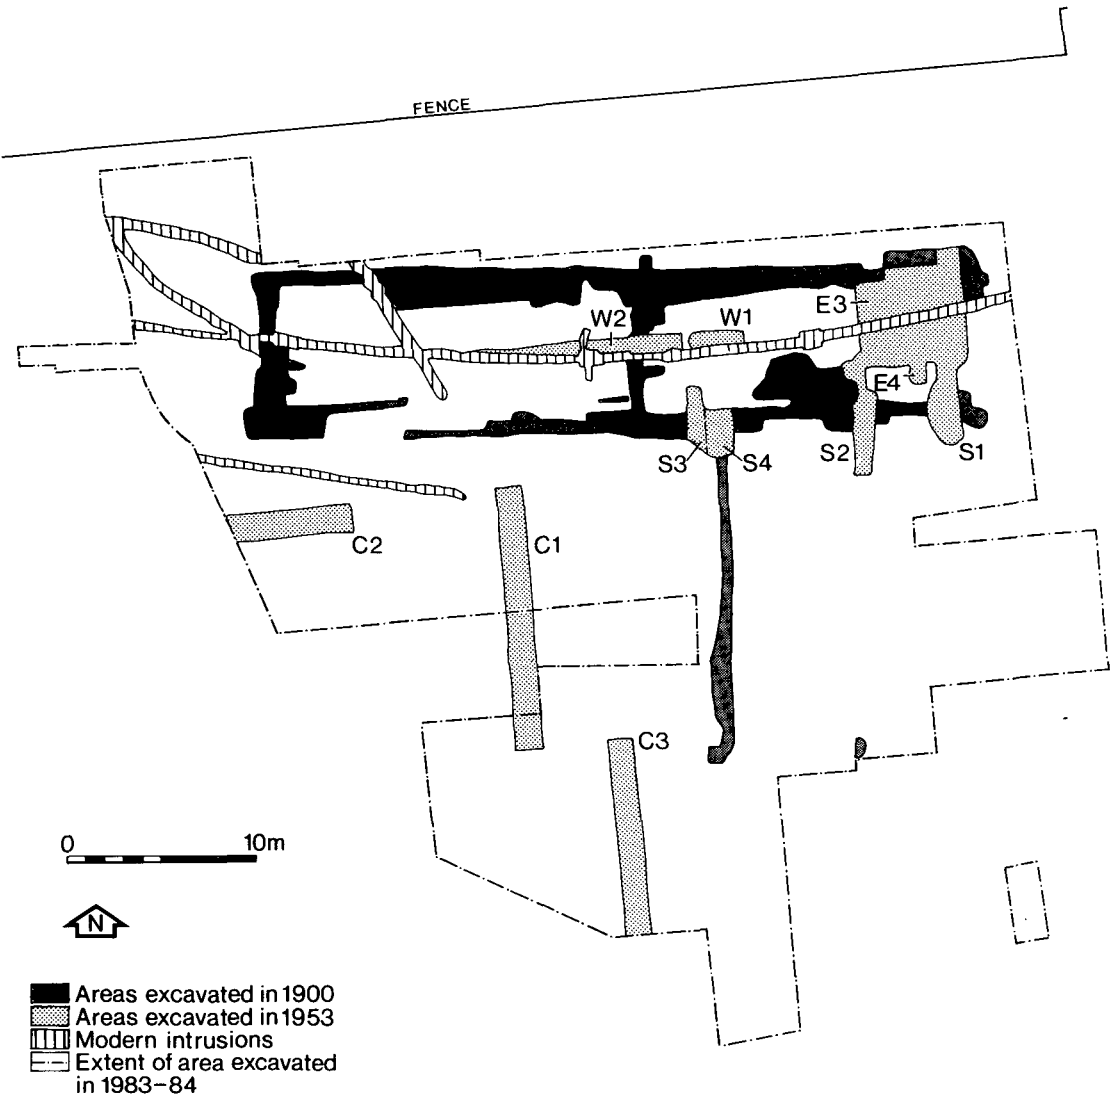 FENCE
E3
W2
W1
E4
S3
S4
S2
S1
C2
C1
C3
0 10m
N
Areas excavated in 1900
Areas excavated in 1953
Modern intrusions
Extent of area excavated
in 1983-84